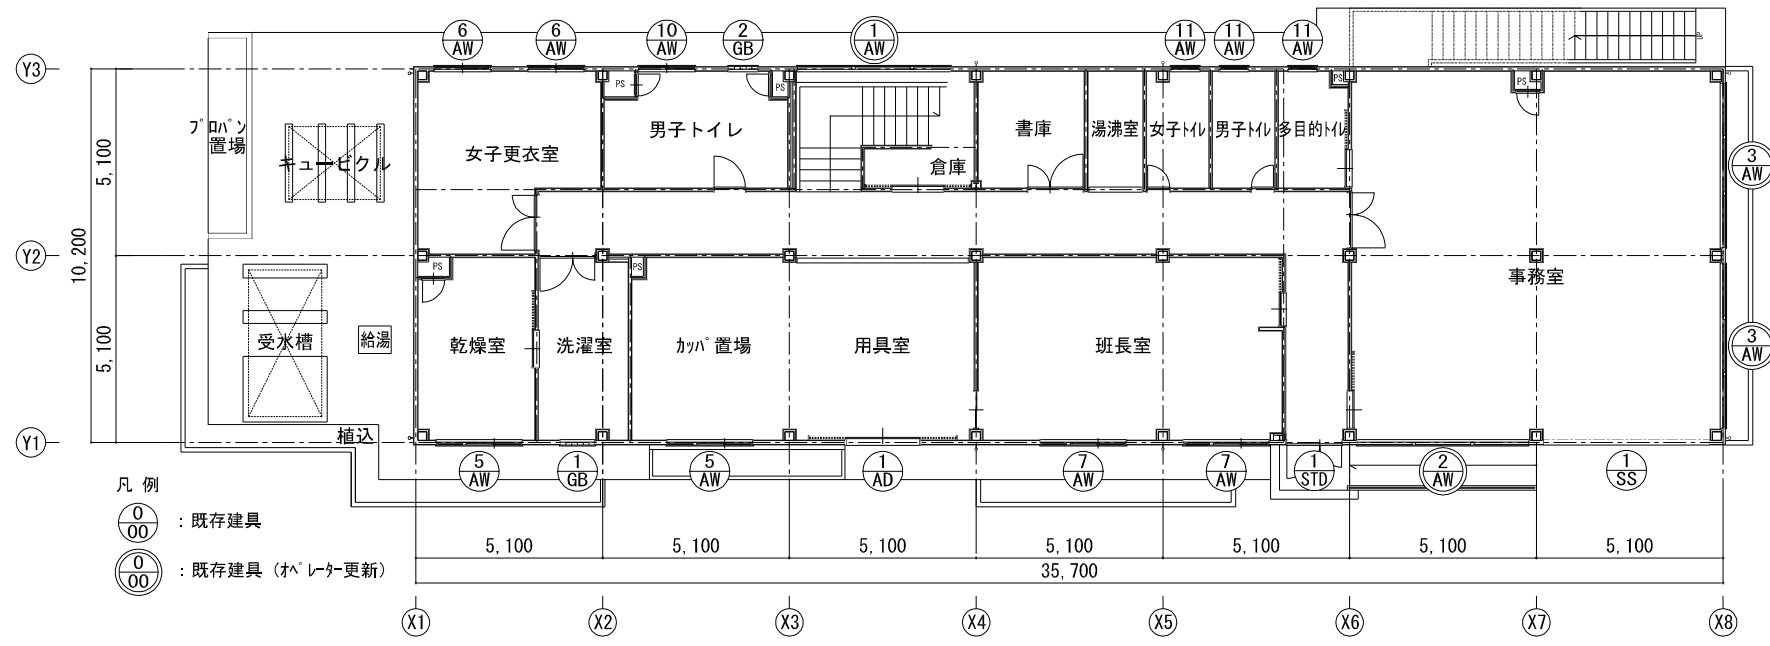 6
AW
6
AW
10
AW
2
GB
1
AW
11
AW
11
AW
11
AW
UP
Y3
Y2
Y1
5,100
5,100
10,200
プロパン
置場
キュービクル
受水槽
給湯
植込
女子更衣室
PS
男子トイレ
PS
倉庫
書庫
湯沸室
女子トイレ
男子トイレ
多目的トイレ
PS
PS
事務室
3
AW
3
AW
PS
乾燥室
洗濯室
PS
カッパ置場
用具室
班長室
5
AW
1
GB
5
AW
1
AD
7
AW
7
AW
1
STD
2
AW
1
SS
凡 例
0
00
：既存建具
0
00
：既存建具（オペレーター更新）
5,100
5,100
5,100
5,100
5,100
5,100
5,100
35,700
X1
X2
X3
X4
X5
X6
X7
X8